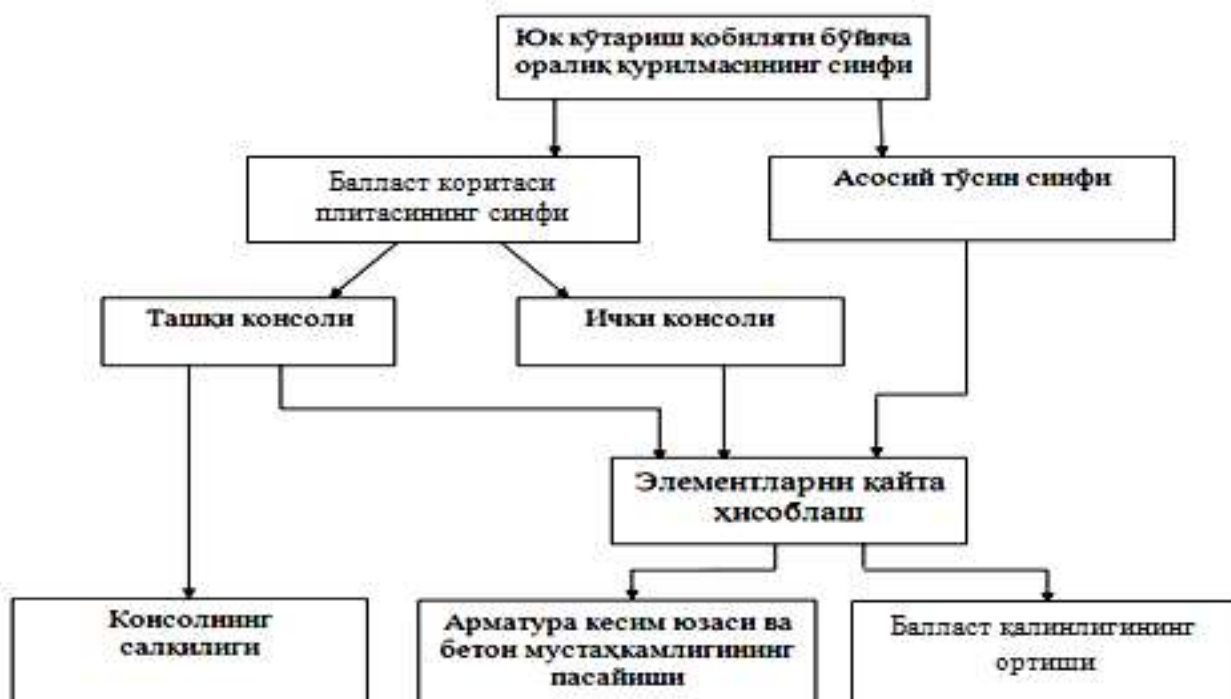 Юк кўтариш қобиляти бўйича
оралиқ қурилмасининг синфи
Балласт коритаси
плитасининг синфи
Асосий тўсин синфи
Ташқи консоли
Ички консоли
Элементларни қайта
ҳисоблаш
Консолнинг
салқилиги
Арматура кесим юзаси ва
бетон мустаҳкамлигининг
пасайиши
Балласт қалинлигининг
ортиши